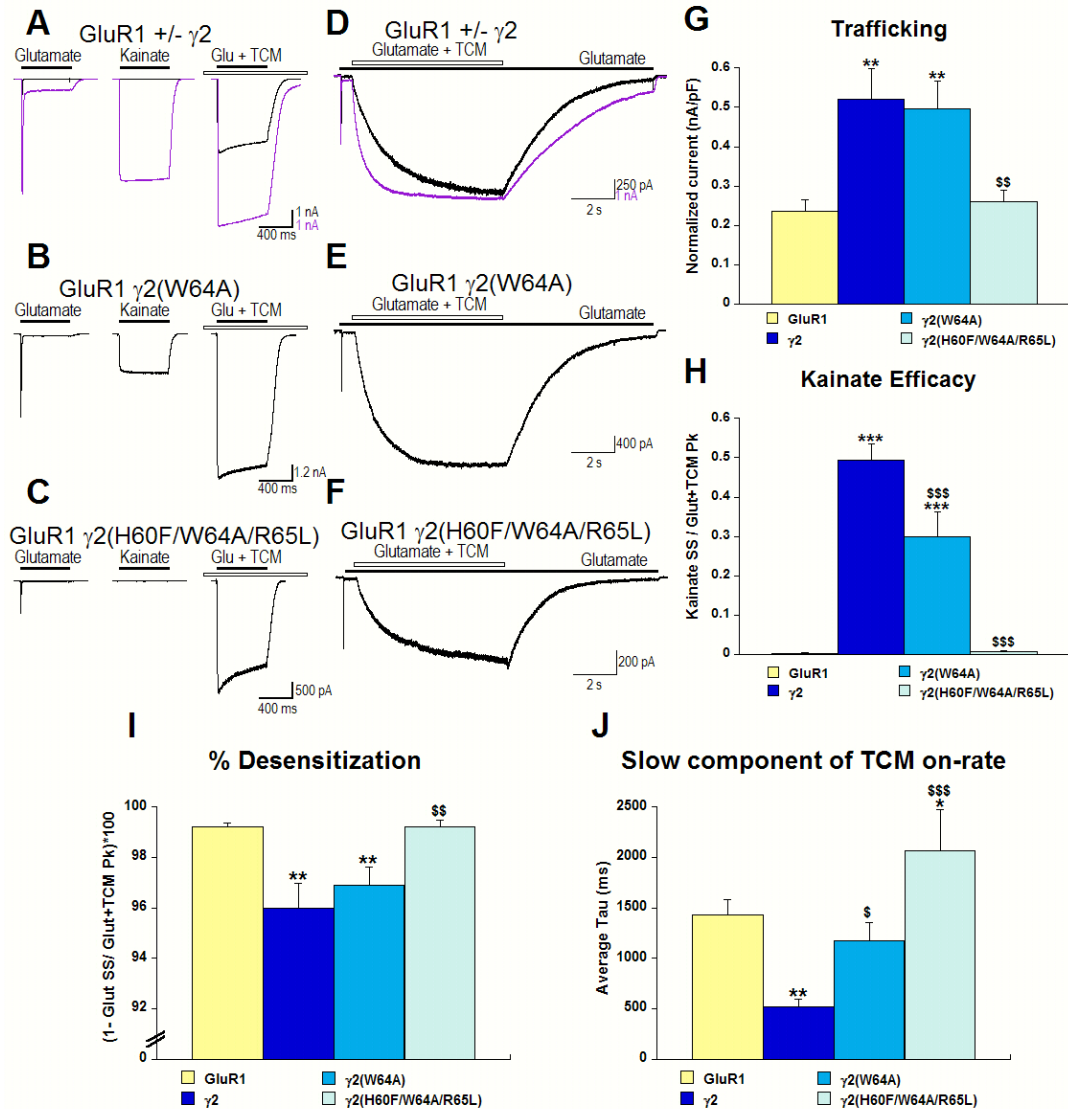 A
GluR1 +/- γ2
Glutamate
Kainate
Glu + TCM
1 nA
1 nA
400 ms
B
GluR1 γ2(W64A)
Glutamate
Kainate
Glu + TCM
1.2 nA
400 ms
C
GluR1 γ2(H60F/W64A/R65L)
Glutamate
Kainate
Glu + TCM
500 pA
400 ms
D
GluR1 +/- γ2
Glutamate + TCM
Glutamate
250 pA
1 nA
2 s
E
GluR1 γ2(W64A)
Glutamate + TCM
Glutamate
400 pA
2 s
F
GluR1 γ2(H60F/W64A/R65L)
Glutamate + TCM
Glutamate
200 pA
2 s
G
Trafficking
Normalized current (nA/pF)
0.6
0.5
0.4
0.3
0.2
0.1
0
**
**
$$
GluR1
γ2(W64A)
γ2
γ2(H60F/W64A/R65L)
H
Kainate Efficacy
Kainate SS / Glut+TCM Pk
0.6
0.5
0.4
0.3
0.2
0.1
0
***
$$$
***
$$$
GluR1
γ2(W64A)
γ2
γ2(H60F/W64A/R65L)
I
% Desensitization
(1- Glut SS/ Glut+TCM Pk)*100
100
98
96
94
92
0
**
**
$$
GluR1
γ2(W64A)
γ2
γ2(H60F/W64A/R65L)
J
Slow component of TCM on-rate
Average Tau (ms)
2500
2000
1500
1000
500
0
**
$
$$$
*
GluR1
γ2(W64A)
γ2
γ2(H60F/W64A/R65L)